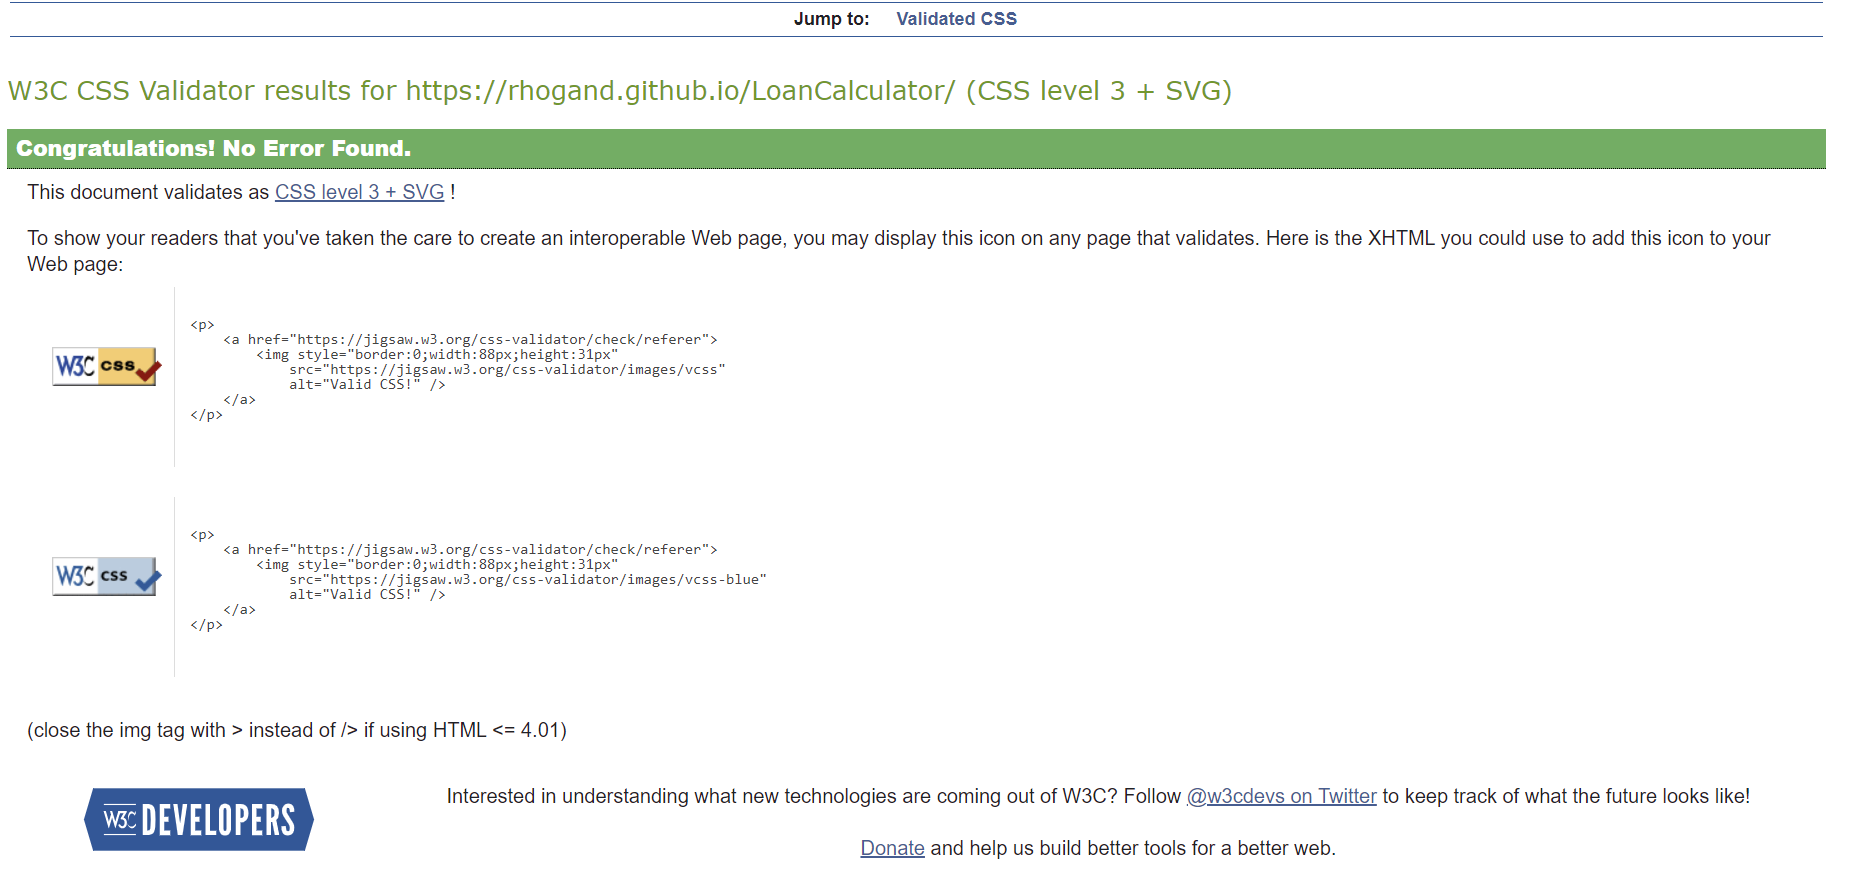 Jump to: Validated CSS
W3C CSS Validator results for https://rhogand.github.io/LoanCalculator/ (CSS level 3 + SVG)
Congratulations! No Error Found.
This document validates as CSS level 3 + SVG !
To show your readers that you've taken the care to create an interoperable Web page, you may display this icon on any page that validates. Here is the XHTML you could use to add this icon to your
Web page:
W3C css
<p>
    <a href="https://jigsaw.w3.org/css-validator/check/referer">
        <img style="border:0;width:88px;height:31px"
            src="https://jigsaw.w3.org/css-validator/images/vcss"
            alt="Valid CSS!" />
    </a>
</p>
W3C css
<p>
    <a href="https://jigsaw.w3.org/css-validator/check/referer">
        <img style="border:0;width:88px;height:31px"
            src="https://jigsaw.w3.org/css-validator/images/vcss-blue"
            alt="Valid CSS!" />
    </a>
</p>
(close the img tag with > instead of /> if using HTML <= 4.01)
W3C DEVELOPERS
Interested in understanding what new technologies are coming out of W3C? Follow @w3cdevs on Twitter to keep track of what the future looks like!
Donate and help us build better tools for a better web.